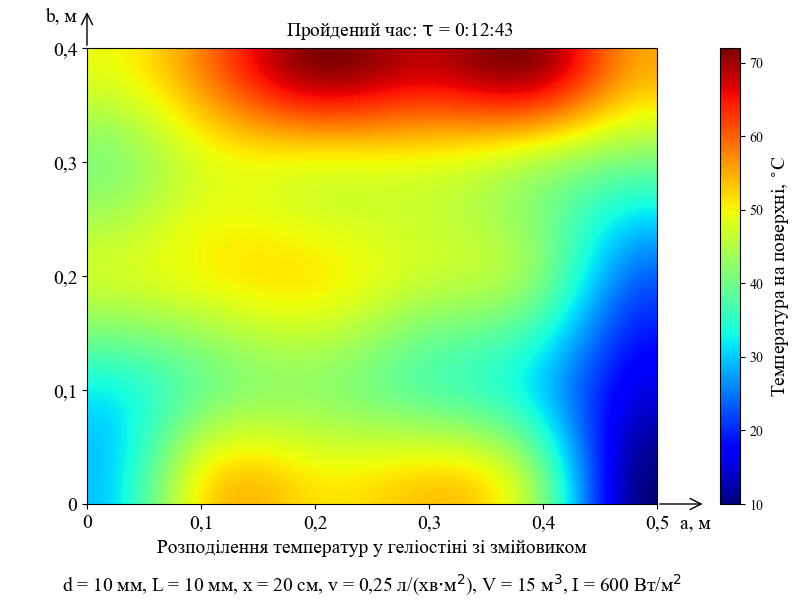 b, м
Пройдений час: τ = 0:12:43
0,4
0,3
0,2
0,1
0
0 0,1 0,2 0,3 0,4 0,5 a, м
70
60
50
40
30
20
10
Температура на поверхні, °C
Розподілення температур у геліостіні зі змійовиком
d = 10 мм, L = 10 мм, x = 20 см, v = 0,25 л/(хв·м²), V = 15 м³, I = 600 Вт/м²